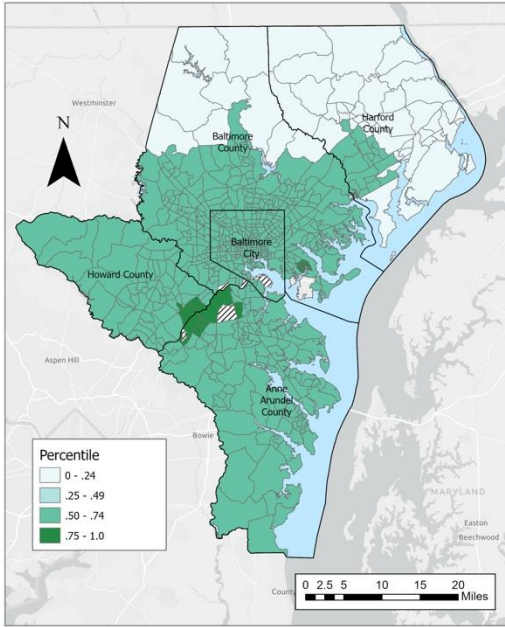 Westminster
N
Baltimore
County
Harford
County
Baltimore
City
Howard County
Aspen Hill
Anne
Arundel
County
Bowie
Percentile
0 - .24
.25 - .49
.50 - .74
.75 - 1.0
MARYLAND
Easton
Beechwood
County
0 2.5 5 10 15 20
Miles